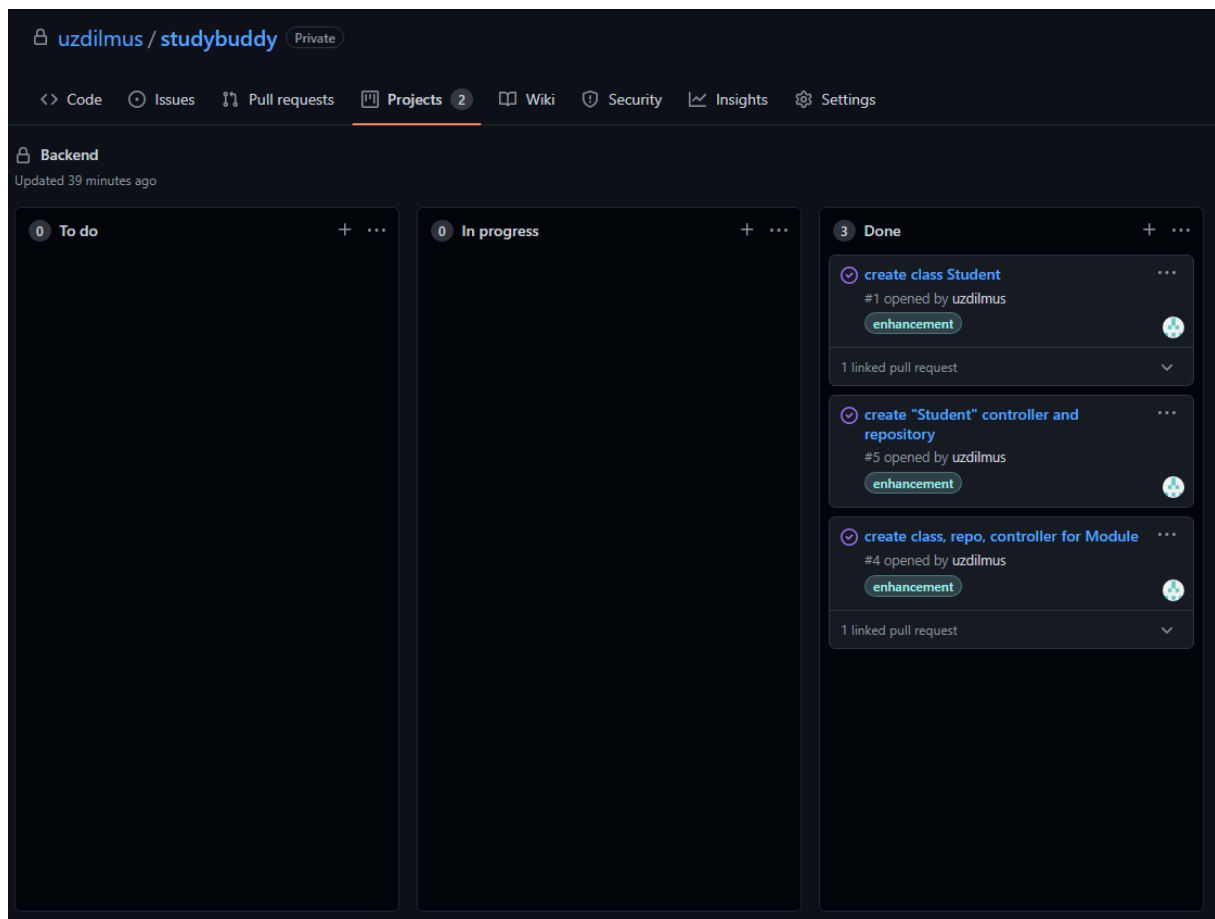 uzdilmus / studybuddy Private
<> Code Issues Pull requests Projects 2 Wiki Security Insights Settings
Backend
Updated 39 minutes ago
0 To do + ...
0 In progress + ...
3 Done + ...
create class Student ...
#1 opened by uzdilmus
enhancement
1 linked pull request
create "Student" controller and ...
repository
#5 opened by uzdilmus
enhancement
create class, repo, controller for Module ...
#4 opened by uzdilmus
enhancement
1 linked pull request